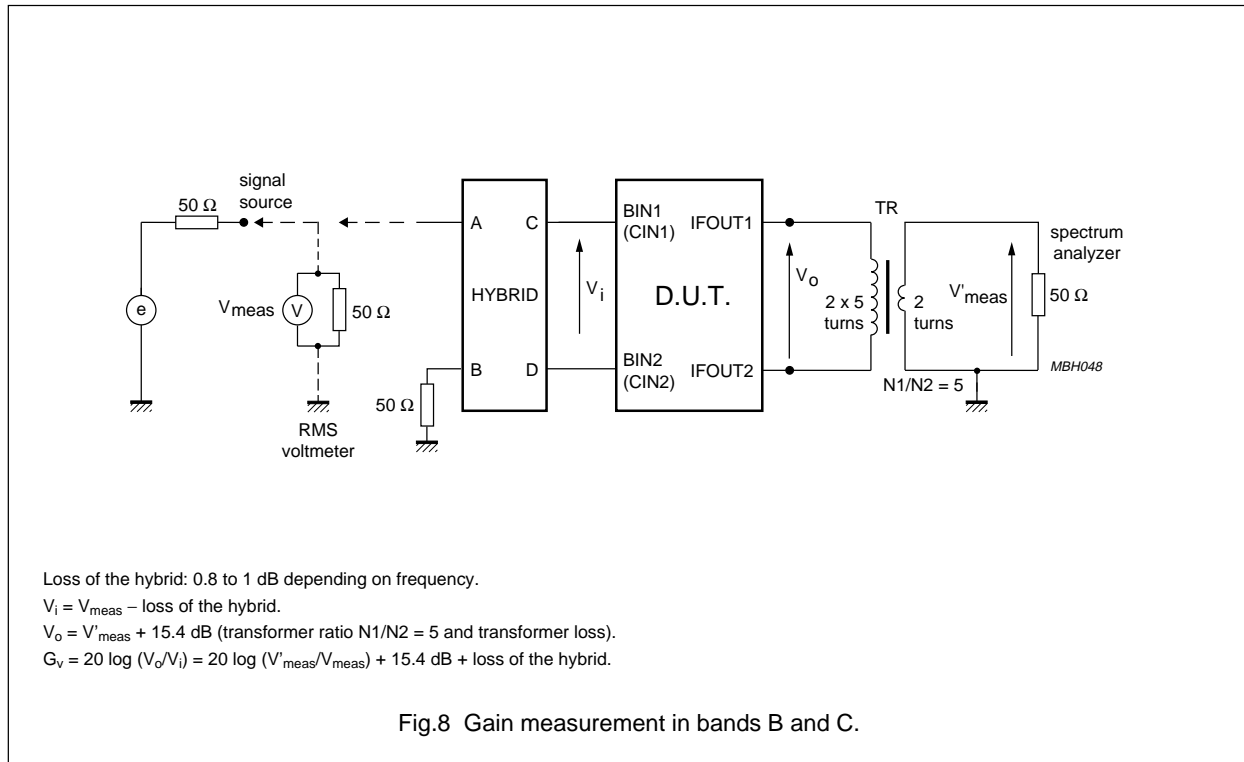 signal
source
50 Ω
e
V_meas
V
50 Ω
RMS
voltmeter
A
C
HYBRID
B
D
50 Ω
V_i
BIN1
(CIN1)
IFOUT1
D.U.T.
BIN2
(CIN2)
IFOUT2
V_o
TR
2 x 5
turns
2
turns
N1/N2 = 5
V'_meas
spectrum
analyzer
50 Ω
MBH048
Loss of the hybrid: 0.8 to 1 dB depending on frequency.
V_i = V_meas − loss of the hybrid.
V_o = V'_meas + 15.4 dB (transformer ratio N1/N2 = 5 and transformer loss).
G_v = 20 log (V_o/V_i) = 20 log (V'_meas/V_meas) + 15.4 dB + loss of the hybrid.
Fig.8 Gain measurement in bands B and C.